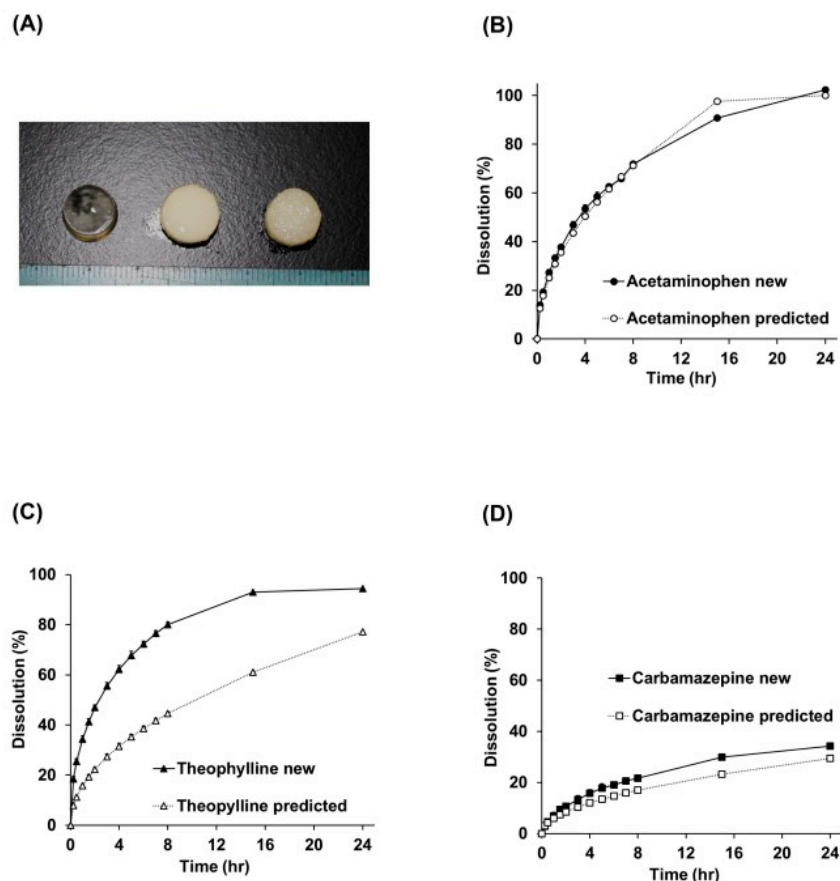 (A)
(B)
100
80
60
40
20
0
Dissolution (%)
Acetaminophen new
Acetaminophen predicted
0 4 8 12 16 20 24
Time (hr)
(C)
100
80
60
40
20
0
Dissolution (%)
Theophylline new
Theopylline predicted
0 4 8 12 16 20 24
Time (hr)
(D)
100
80
60
40
20
0
Dissolution (%)
Carbamazepine new
Carbamazepine predicted
0 4 8 12 16 20 24
Time (hr)